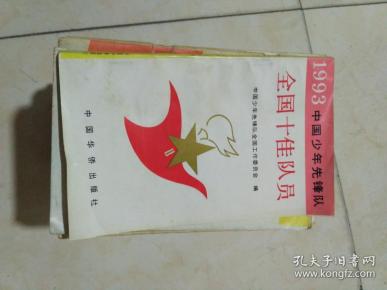 1993 中国少年先锋队
全国十佳队员
中国少年先锋队全国工作委员会 编
中国华侨出版社
孔夫子旧书网